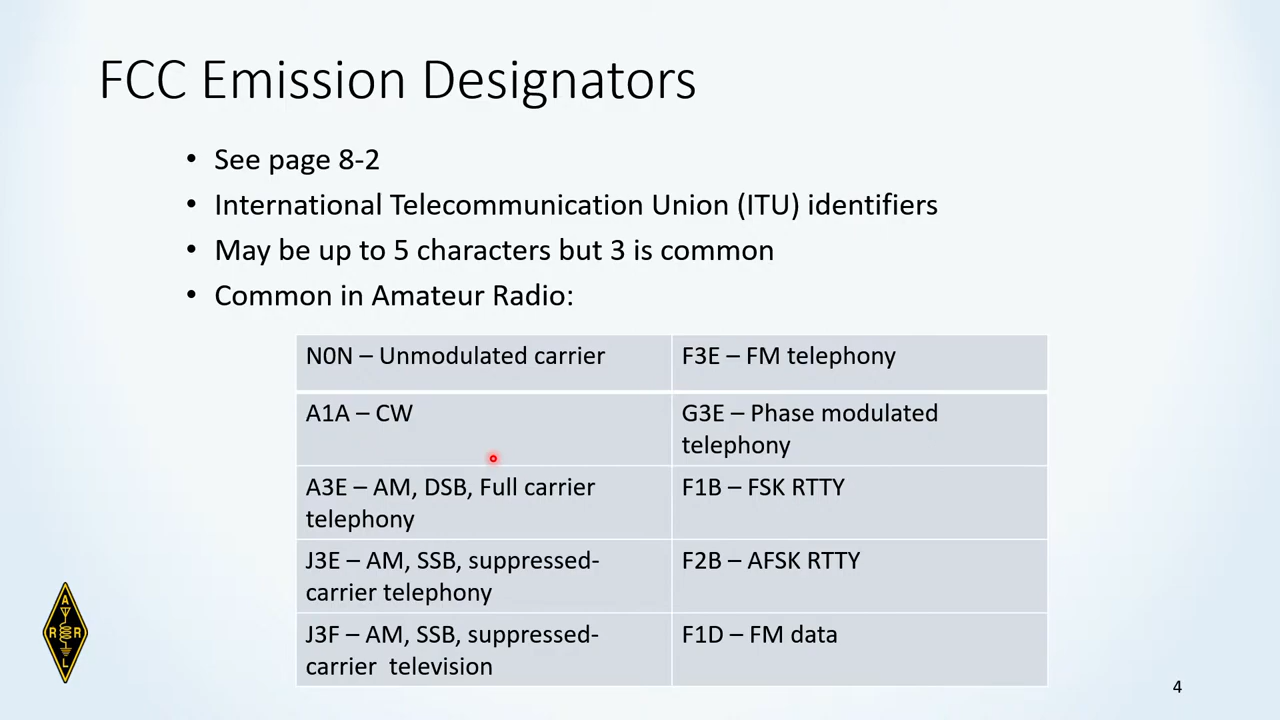 FCC Emission Designators
• See page 8-2
• International Telecommunication Union (ITU) identifiers
• May be up to 5 characters but 3 is common
• Common in Amateur Radio:
N0N – Unmodulated carrier
F3E – FM telephony
A1A – CW
G3E – Phase modulated
telephony
A3E – AM, DSB, Full carrier
telephony
F1B – FSK RTTY
J3E – AM, SSB, suppressed-
carrier telephony
F2B – AFSK RTTY
J3F – AM, SSB, suppressed-
carrier  television
F1D – FM data
A
R R
L
4